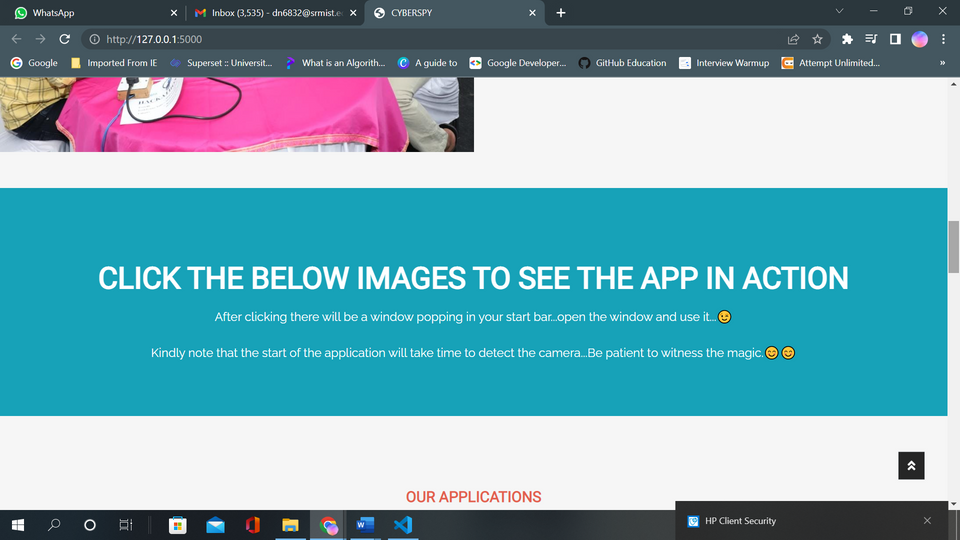 WhatsApp
Inbox (3,535) - dn6832@srmist.e
CYBERSPY
http://127.0.0.1:5000
Google
Imported From IE
Superset :: Universit...
What is an Algorith...
A guide to
Google Developer...
GitHub Education
Interview Warmup
Attempt Unlimited...
»
HACK
CLICK THE BELOW IMAGES TO SEE THE APP IN ACTION
After clicking there will be a window popping in your start bar...open the window and use it...😉
Kindly note that the start of the application will take time to detect the camera...Be patient to witness the magic.😊😊
OUR APPLICATIONS
HP Client Security